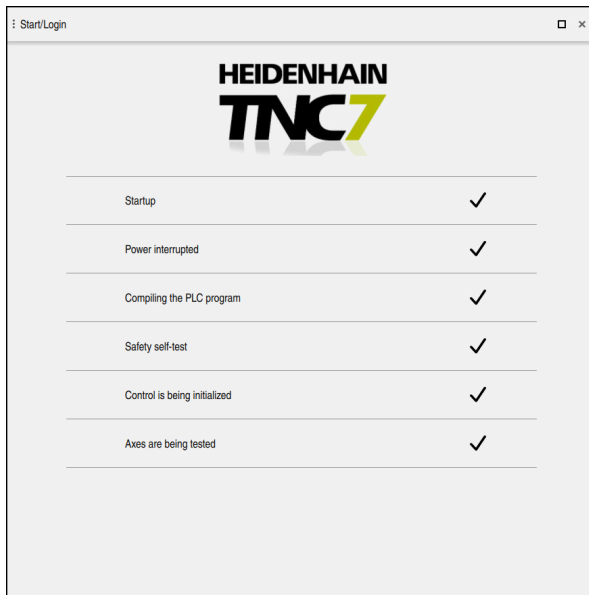 Start/Login
HEIDENHAIN
TNC7
Startup
Power interrupted
Compiling the PLC program
Safety self-test
Control is being initialized
Axes are being tested